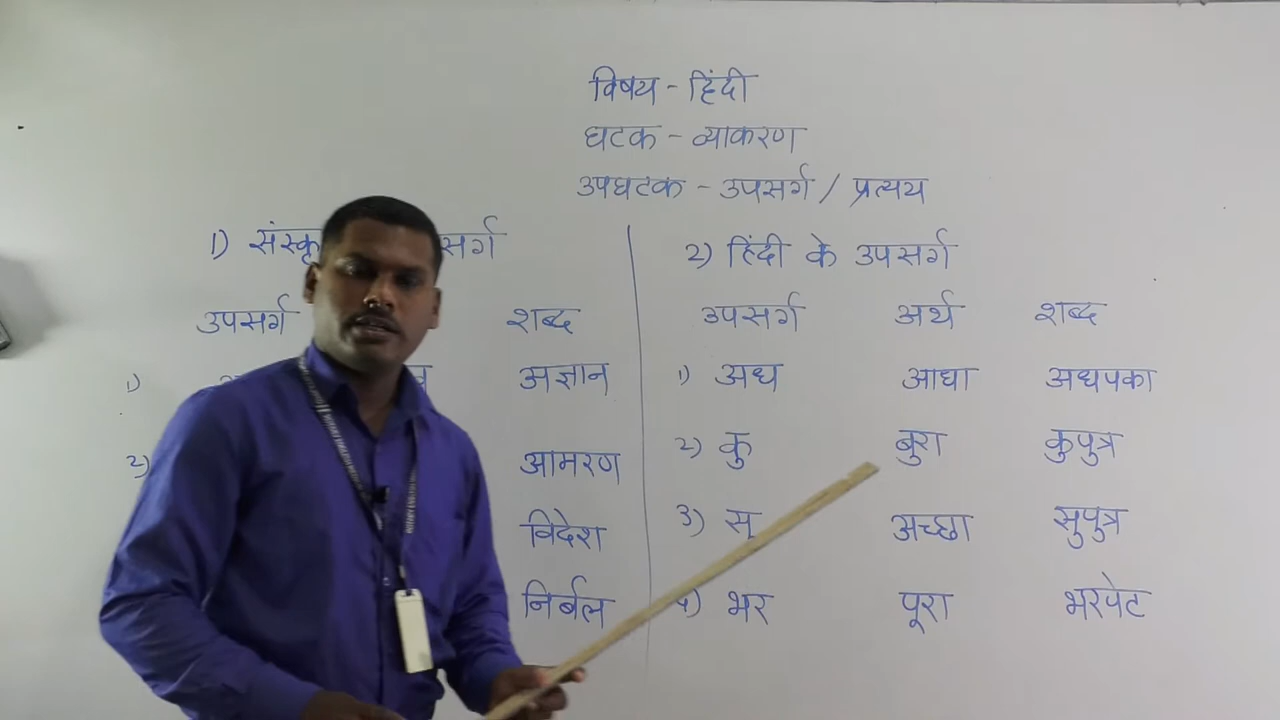 विषय - हिंदी
घटक - व्याकरण
उपघटक - उपसर्ग / प्रत्यय
1) सर्ग
उपसर्ग शब्द
1) अज्ञान
2) आमरण
विदेश
निर्बल
2) हिंदी के उपसर्ग
उपसर्ग अर्थ शब्द
1) अध आधा अधपका
2) कु बुरा कुपुत्र
3) अच्छा सुपुत्र
भर पूरा भरपेट